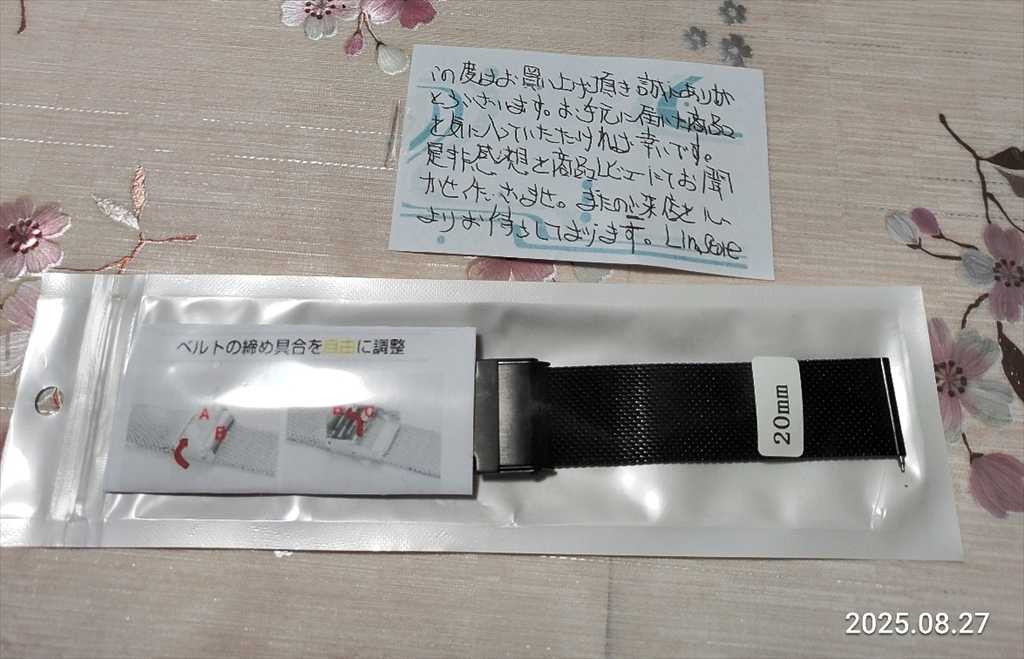 この度はお買い上げ頂き誠にありが
とうございます。お手元に届いた商品
を気に入っていただければ幸いです。
是非感想を商品レビューにてお聞
かせくださいませ。またのご来店を心
よりお待ちしております。Lin
ベルトの締め具合を自由に調整
A
B
B
C
20mm
2025.08.27